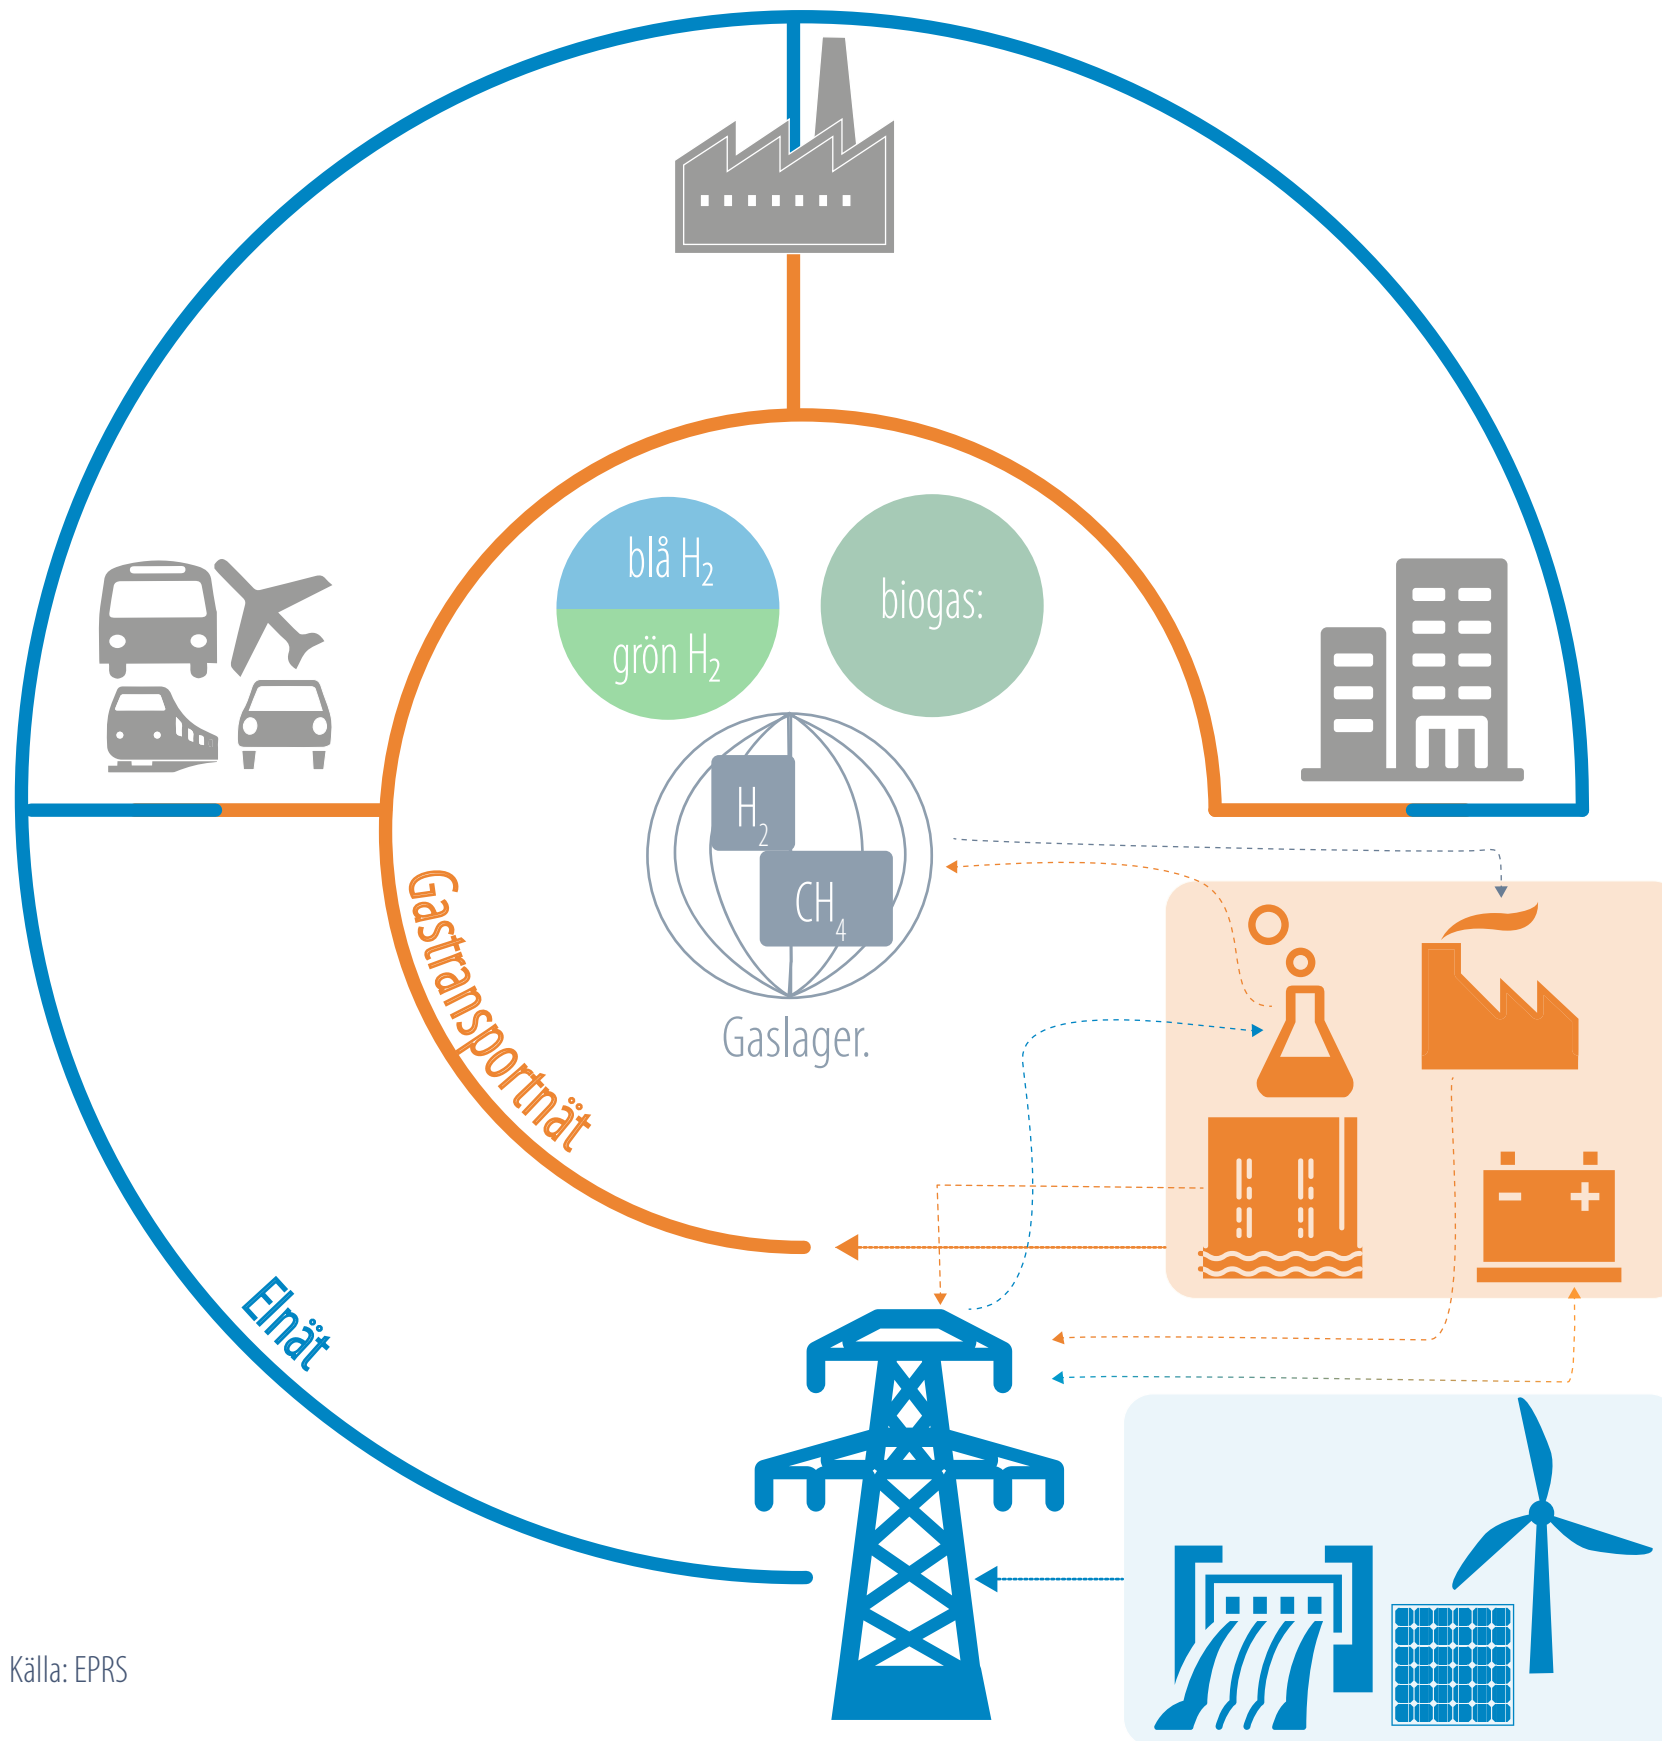 blå H₂
grön H₂
biogas:
H₂
CH₄
Gaslager.
Gastransportnät
Elnät
Källa: EPRS